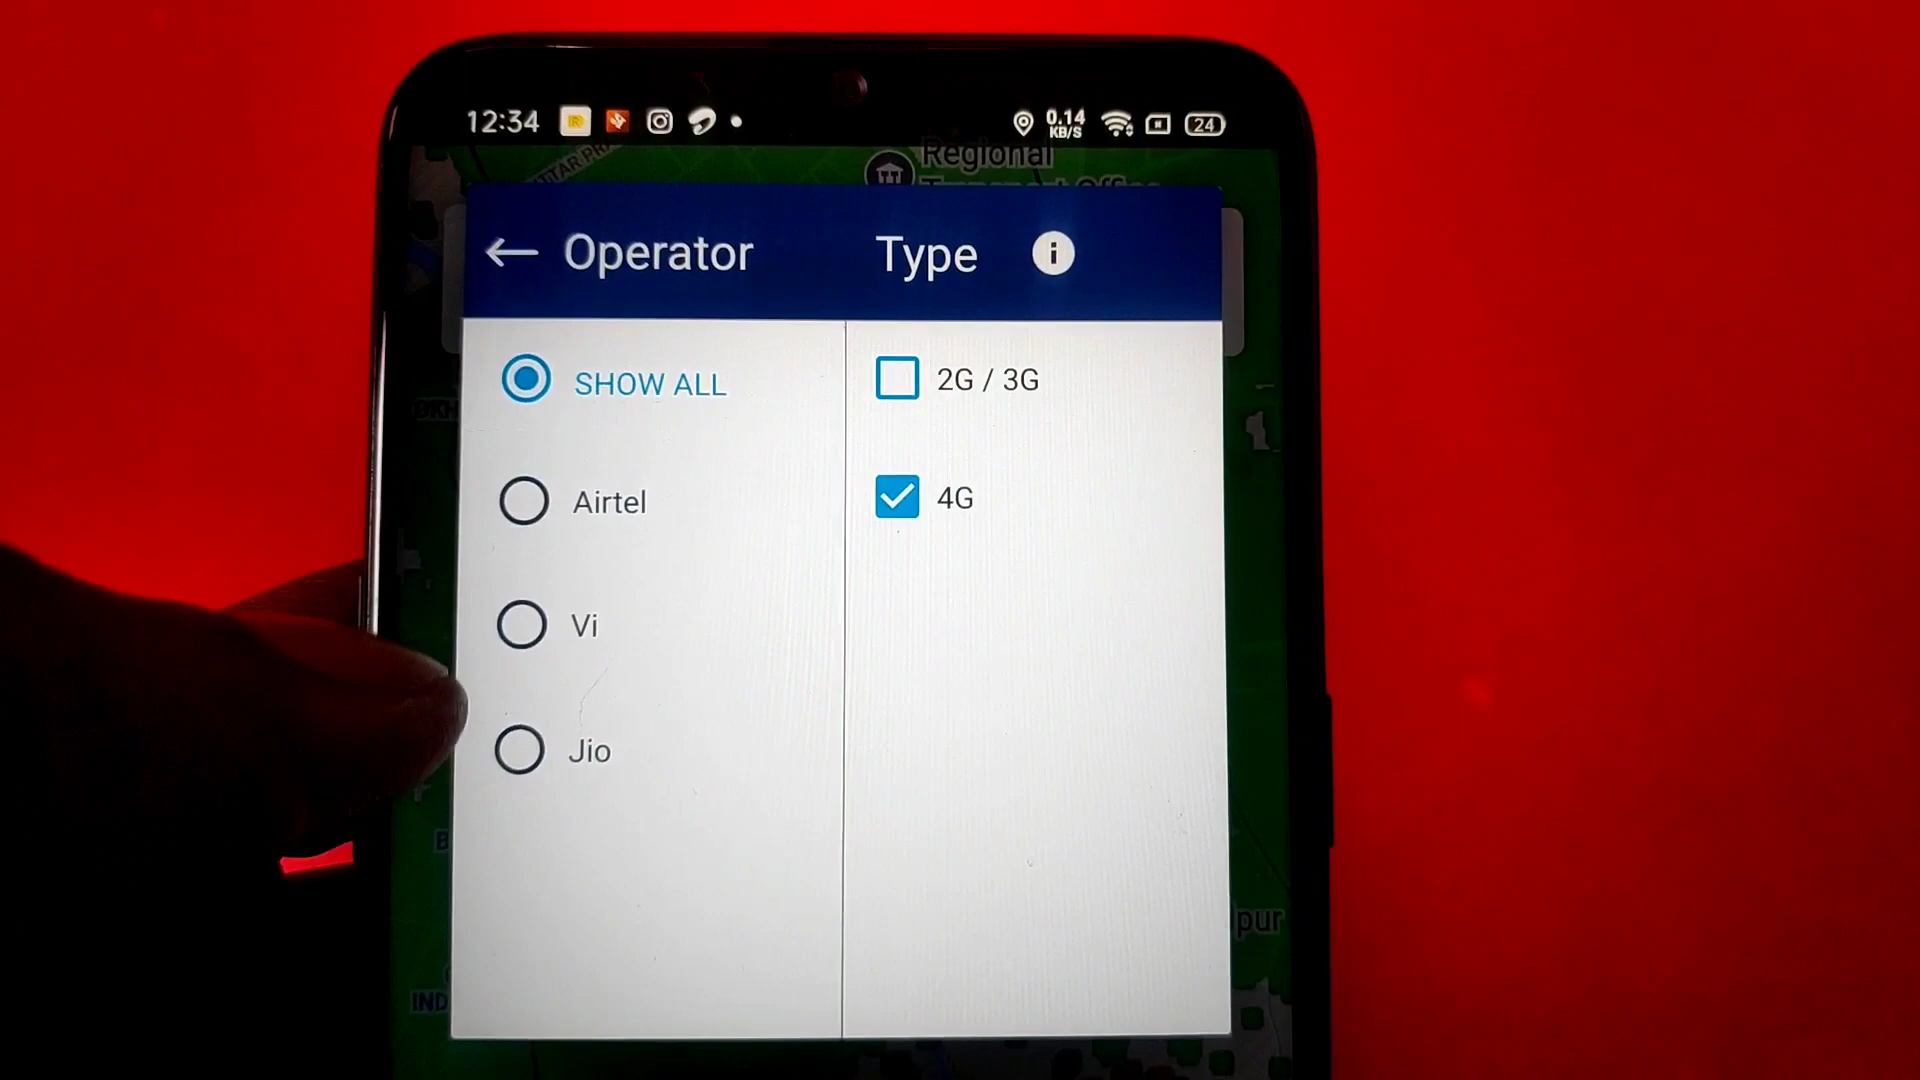 12:34
0.14
KB/S
24
Regional
Operator
Type
SHOW ALL
2G / 3G
Airtel
4G
Vi
Jio
pur
IND